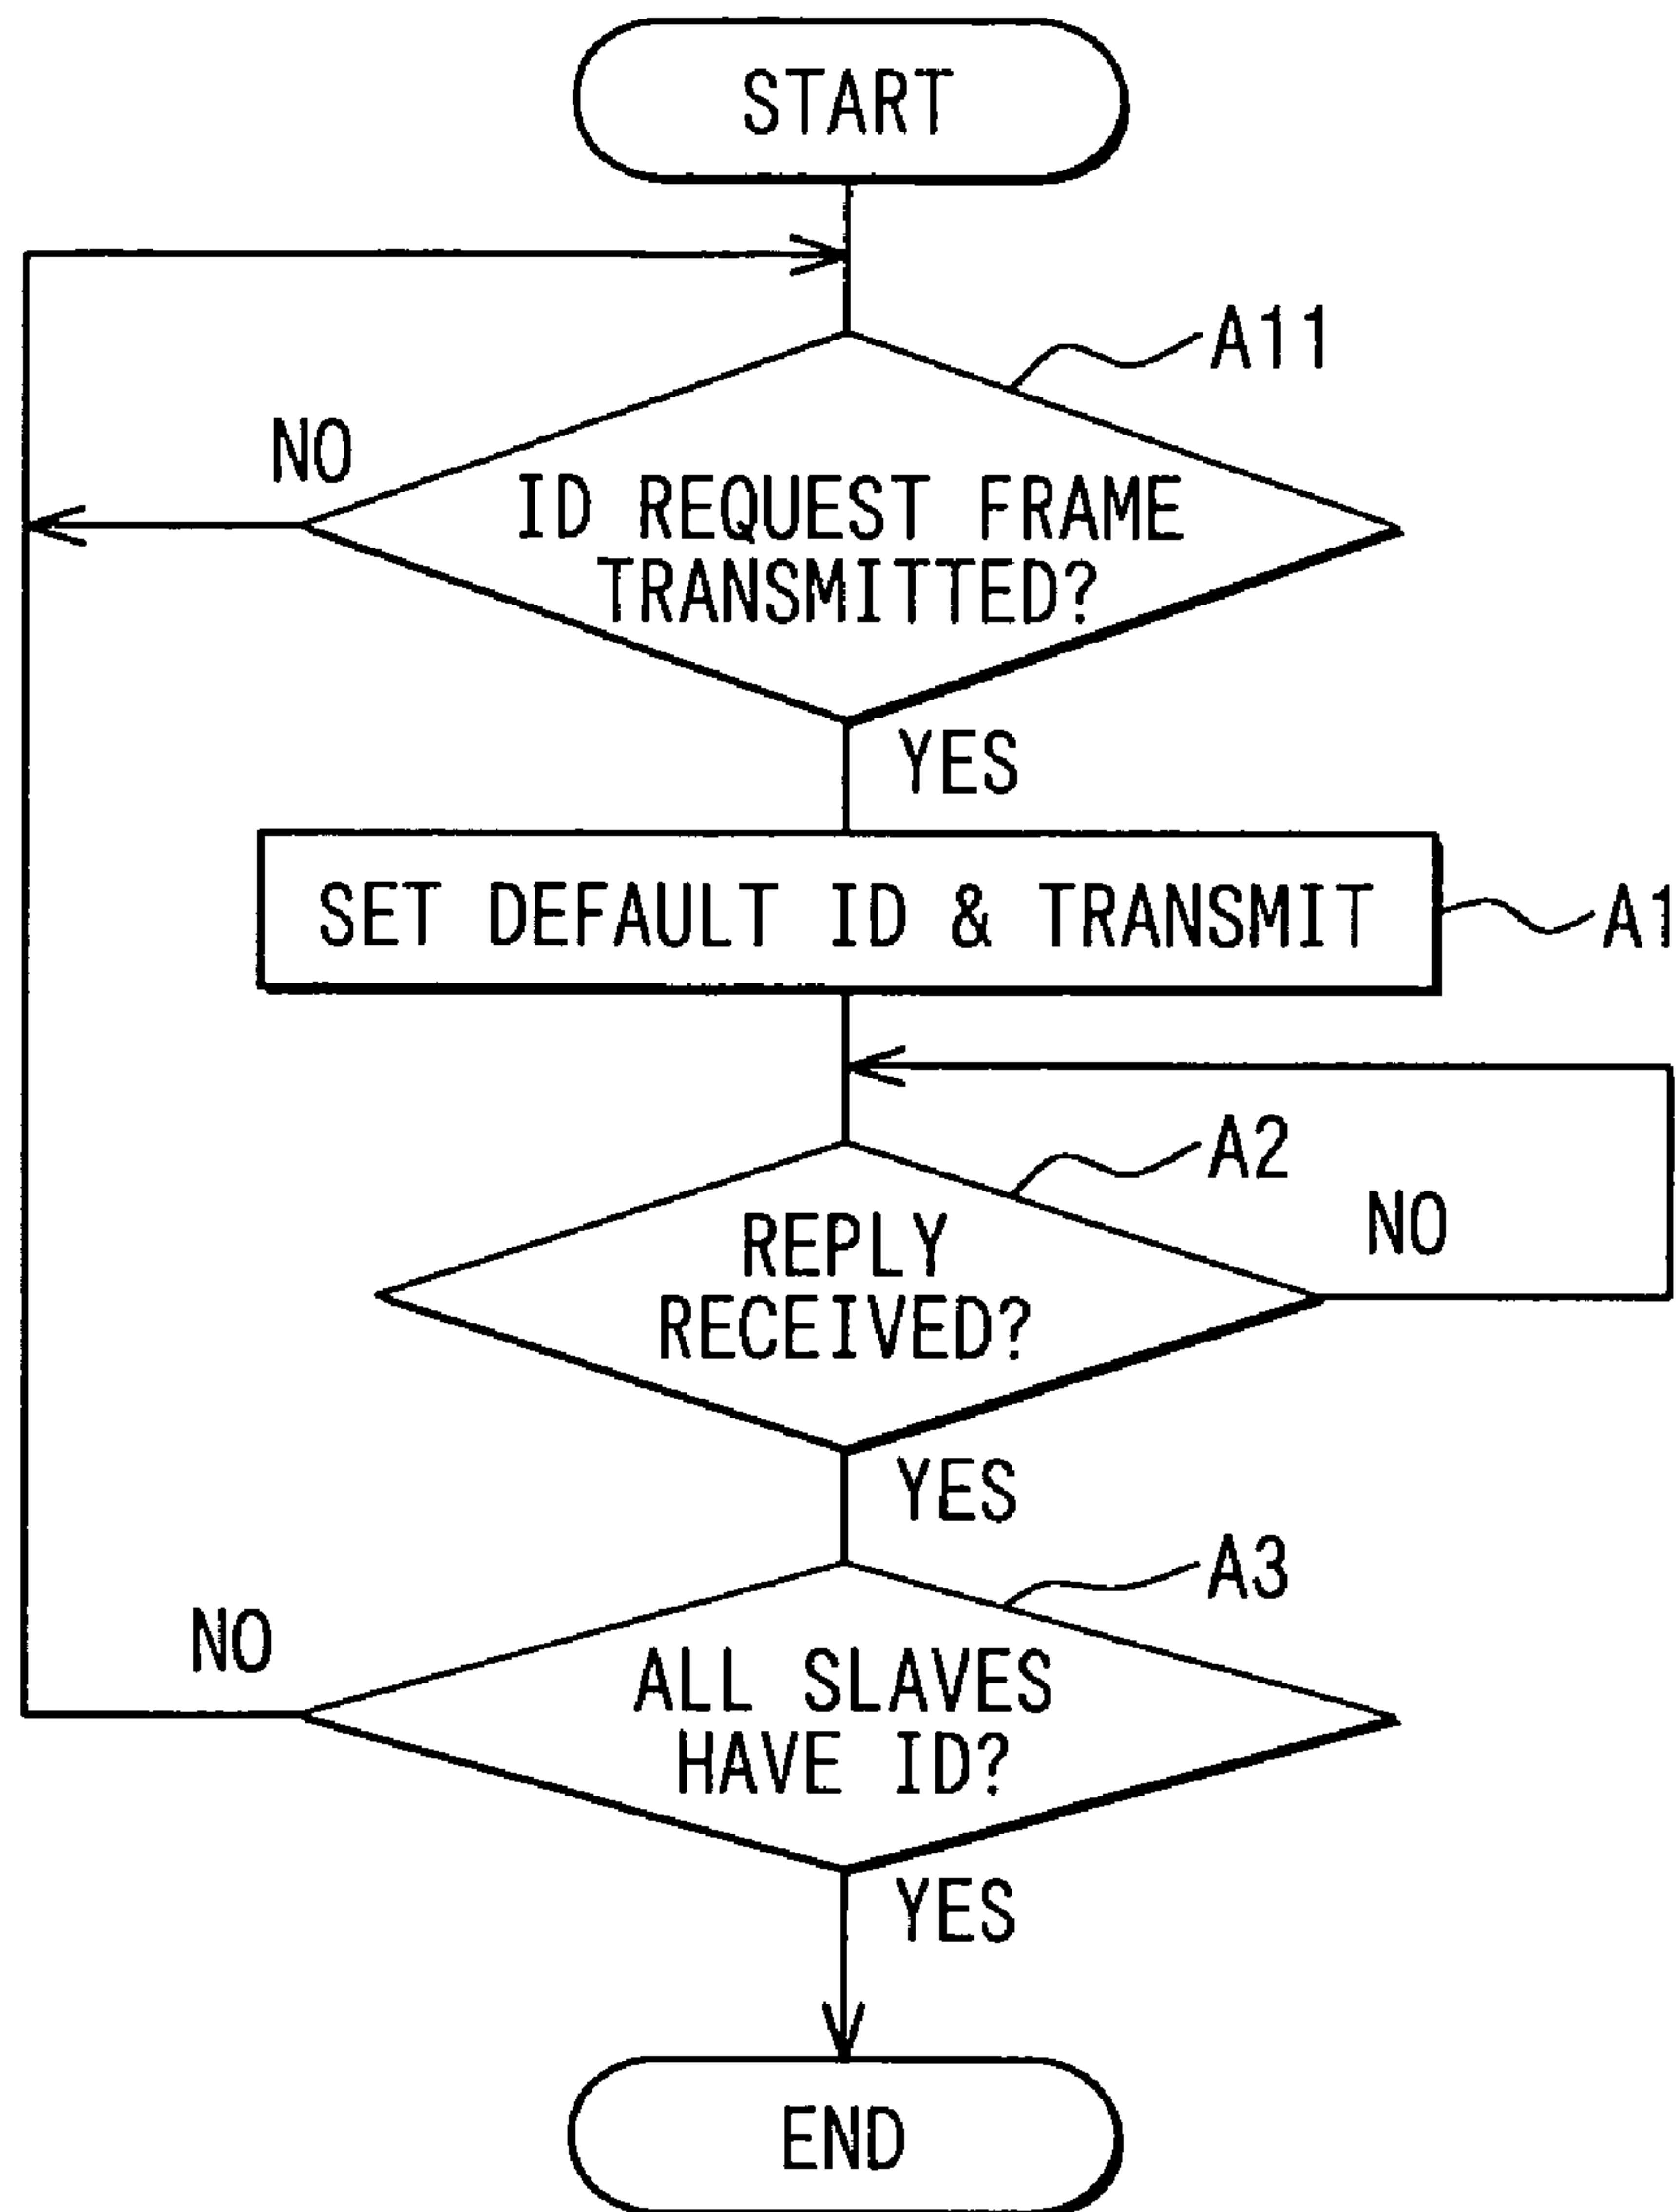 START
A11
NO
ID REQUEST FRAME
TRANSMITTED?
YES
SET DEFAULT ID & TRANSMIT
A1
A2
NO
REPLY
RECEIVED?
YES
A3
NO
ALL SLAVES
HAVE ID?
YES
END